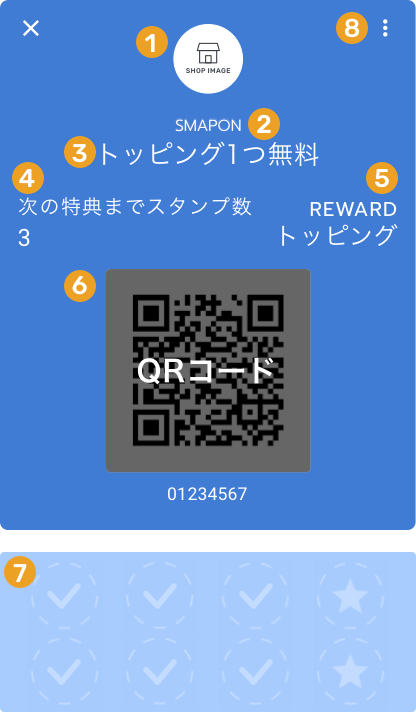 1
8
SHOP IMAGE
SMAPON 2
3 トッピング1つ無料
4
5
次の特典までスタンプ数
REWARD
3
トッピング
6
QRコード
01234567
7